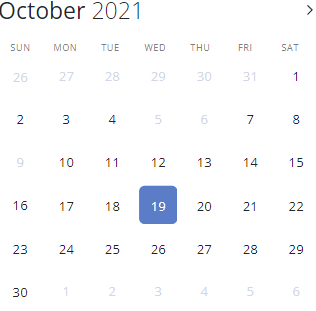 October 2021
SUN MON TUE WED THU FRI SAT
26 27 28 29 30 31 1
2 3 4 5 6 7 8
9 10 11 12 13 14 15
16 17 18 19 20 21 22
23 24 25 26 27 28 29
30 1 2 3 4 5 6